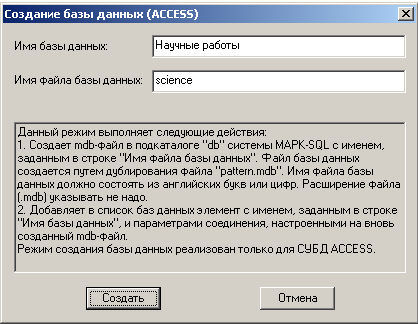 Создание базы данных (ACCESS)
Имя базы данных: Научные работы
Имя файла базы данных: science
Данный режим выполняет следующие действия:
1. Создает mdb-файл в подкаталоге "db" системы МАРК-SQL с именем,
заданным в строке "Имя файла базы данных". Файл базы данных
создается путем дублирования файла "pattern.mdb". Имя файла базы
данных должно состоять из английских букв или цифр. Расширение файла
(.mdb) указывать не надо.
2. Добавляет в список баз данных элемент с именем, заданным в строке
"Имя базы данных", и параметрами соединения, настроенными на вновь
созданный mdb-файл.
Режим создания базы данных реализован только для СУБД ACCESS.
Создать Отмена